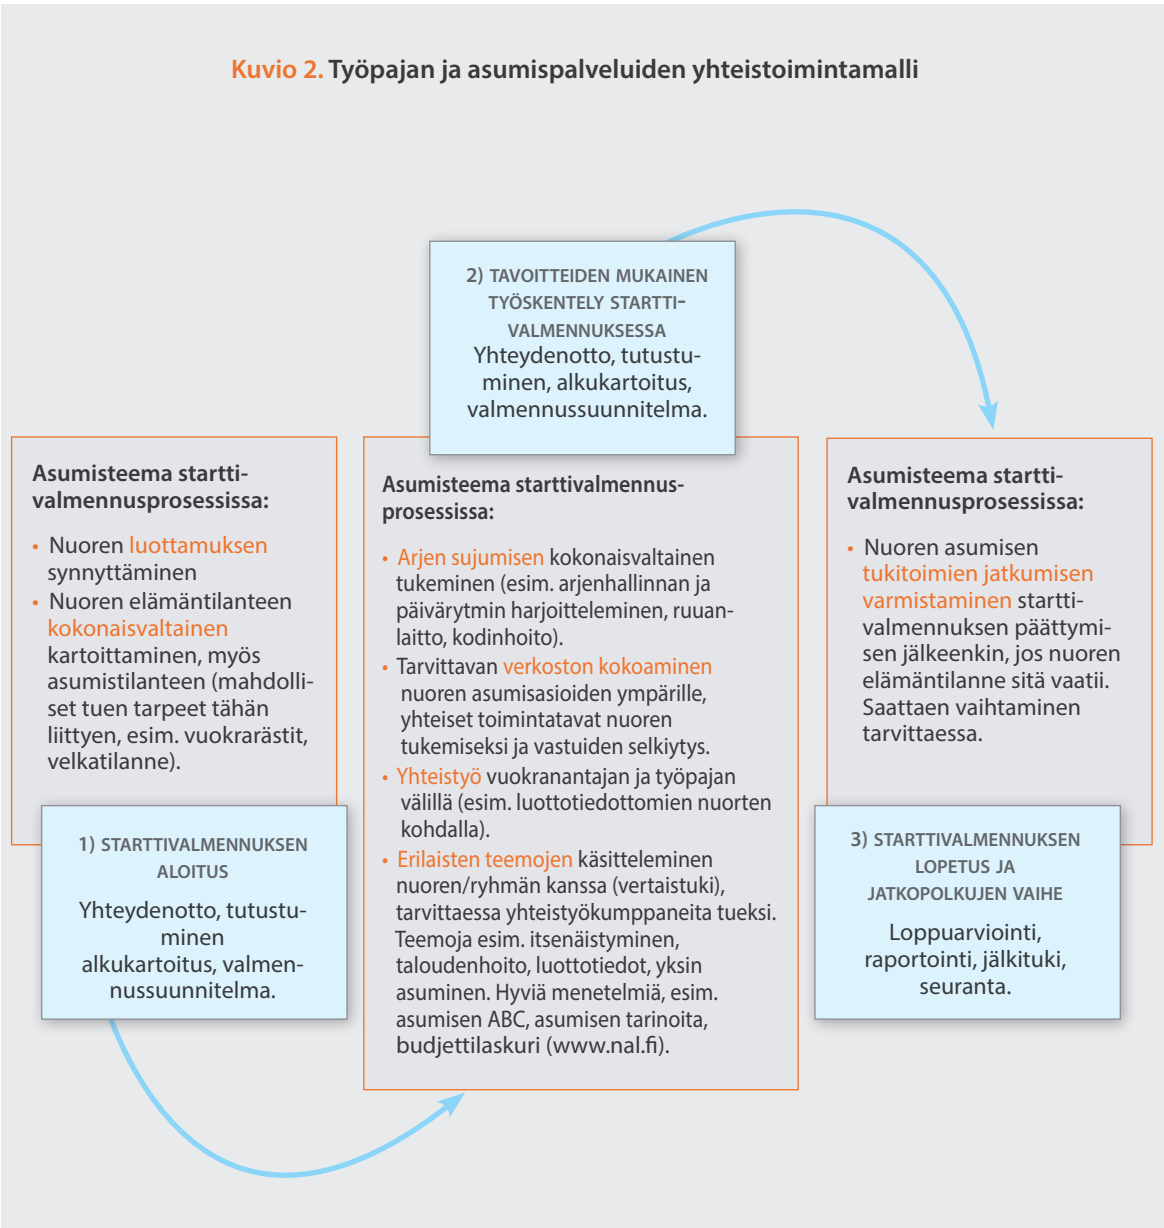 Kuvio 2. Työpajan ja asumispalveluiden yhteistoimintamalli
Asumisteema startti-
valmennusprosessissa:
• Nuoren luottamuksen
synnyttäminen
• Nuoren elämäntilanteen
kokonaisvaltainen
kartoittaminen, myös
asumistilanteen (mahdolli-
set tuen tarpeet tähän
liittyen, esim. vuokrarästit,
velkatilanne).
1) STARTTIVALMENNUKSEN
ALOITUS
Yhteydenotto, tutustu-
minen
alkukartoitus, valmen-
nussuunnitelma.
2) TAVOITTEIDEN MUKAINEN
TYÖSKENTELY STARTTI-
VALMENNUKSESSA
Yhteydenotto, tutustu-
minen, alkukartoitus,
valmennussuunnitelma.
Asumisteema starttivalmennus-
prosessissa:
• Arjen sujumisen kokonaisvaltainen
tukeminen (esim. arjenhallinnan ja
päivärytmin harjoitteleminen, ruuan-
laitto, kodinhoito).
• Tarvittavan verkoston kokoaminen
nuoren asumisasioiden ympärille,
yhteiset toimintatavat nuoren
tukemiseksi ja vastuiden selkiytys.
• Yhteistyö vuokranantajan ja työpajan
välillä (esim. luottotiedottomien nuorten
kohdalla).
• Erilaisten teemojen käsitteleminen
nuoren/ryhmän kanssa (vertaistuki),
tarvittaessa yhteistyökumppaneita tueksi.
Teemoja esim. itsenäistyminen,
taloudenhoito, luottotiedot, yksin
asuminen. Hyviä menetelmiä, esim.
asumisen ABC, asumisen tarinoita,
budjettilaskuri (www.nal.fi).
Asumisteema startti-
valmennusprosessissa:
• Nuoren asumisen
tukitoimien jatkumisen
varmistaminen startti-
valmennuksen päättymi-
sen jälkeenkin, jos nuoren
elämäntilanne sitä vaatii.
Saattaen vaihtaminen
tarvittaessa.
3) STARTTIVALMENNUKSEN
LOPETUS JA
JATKOPOLKUJEN VAIHE
Loppuarviointi,
raportointi, jälkituki,
seuranta.